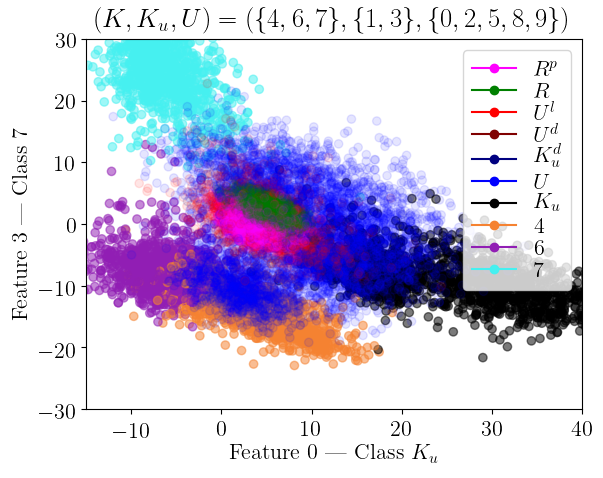 (K, K_u, U) = ({4, 6, 7}, {1, 3}, {0, 2, 5, 8, 9})
Feature 3 — Class 7
30
20
10
0
−10
−20
−30
R^p
R
U^l
U^d
K_u^d
U
K_u
4
6
7
−10 0 10 20 30 40
Feature 0 — Class K_u